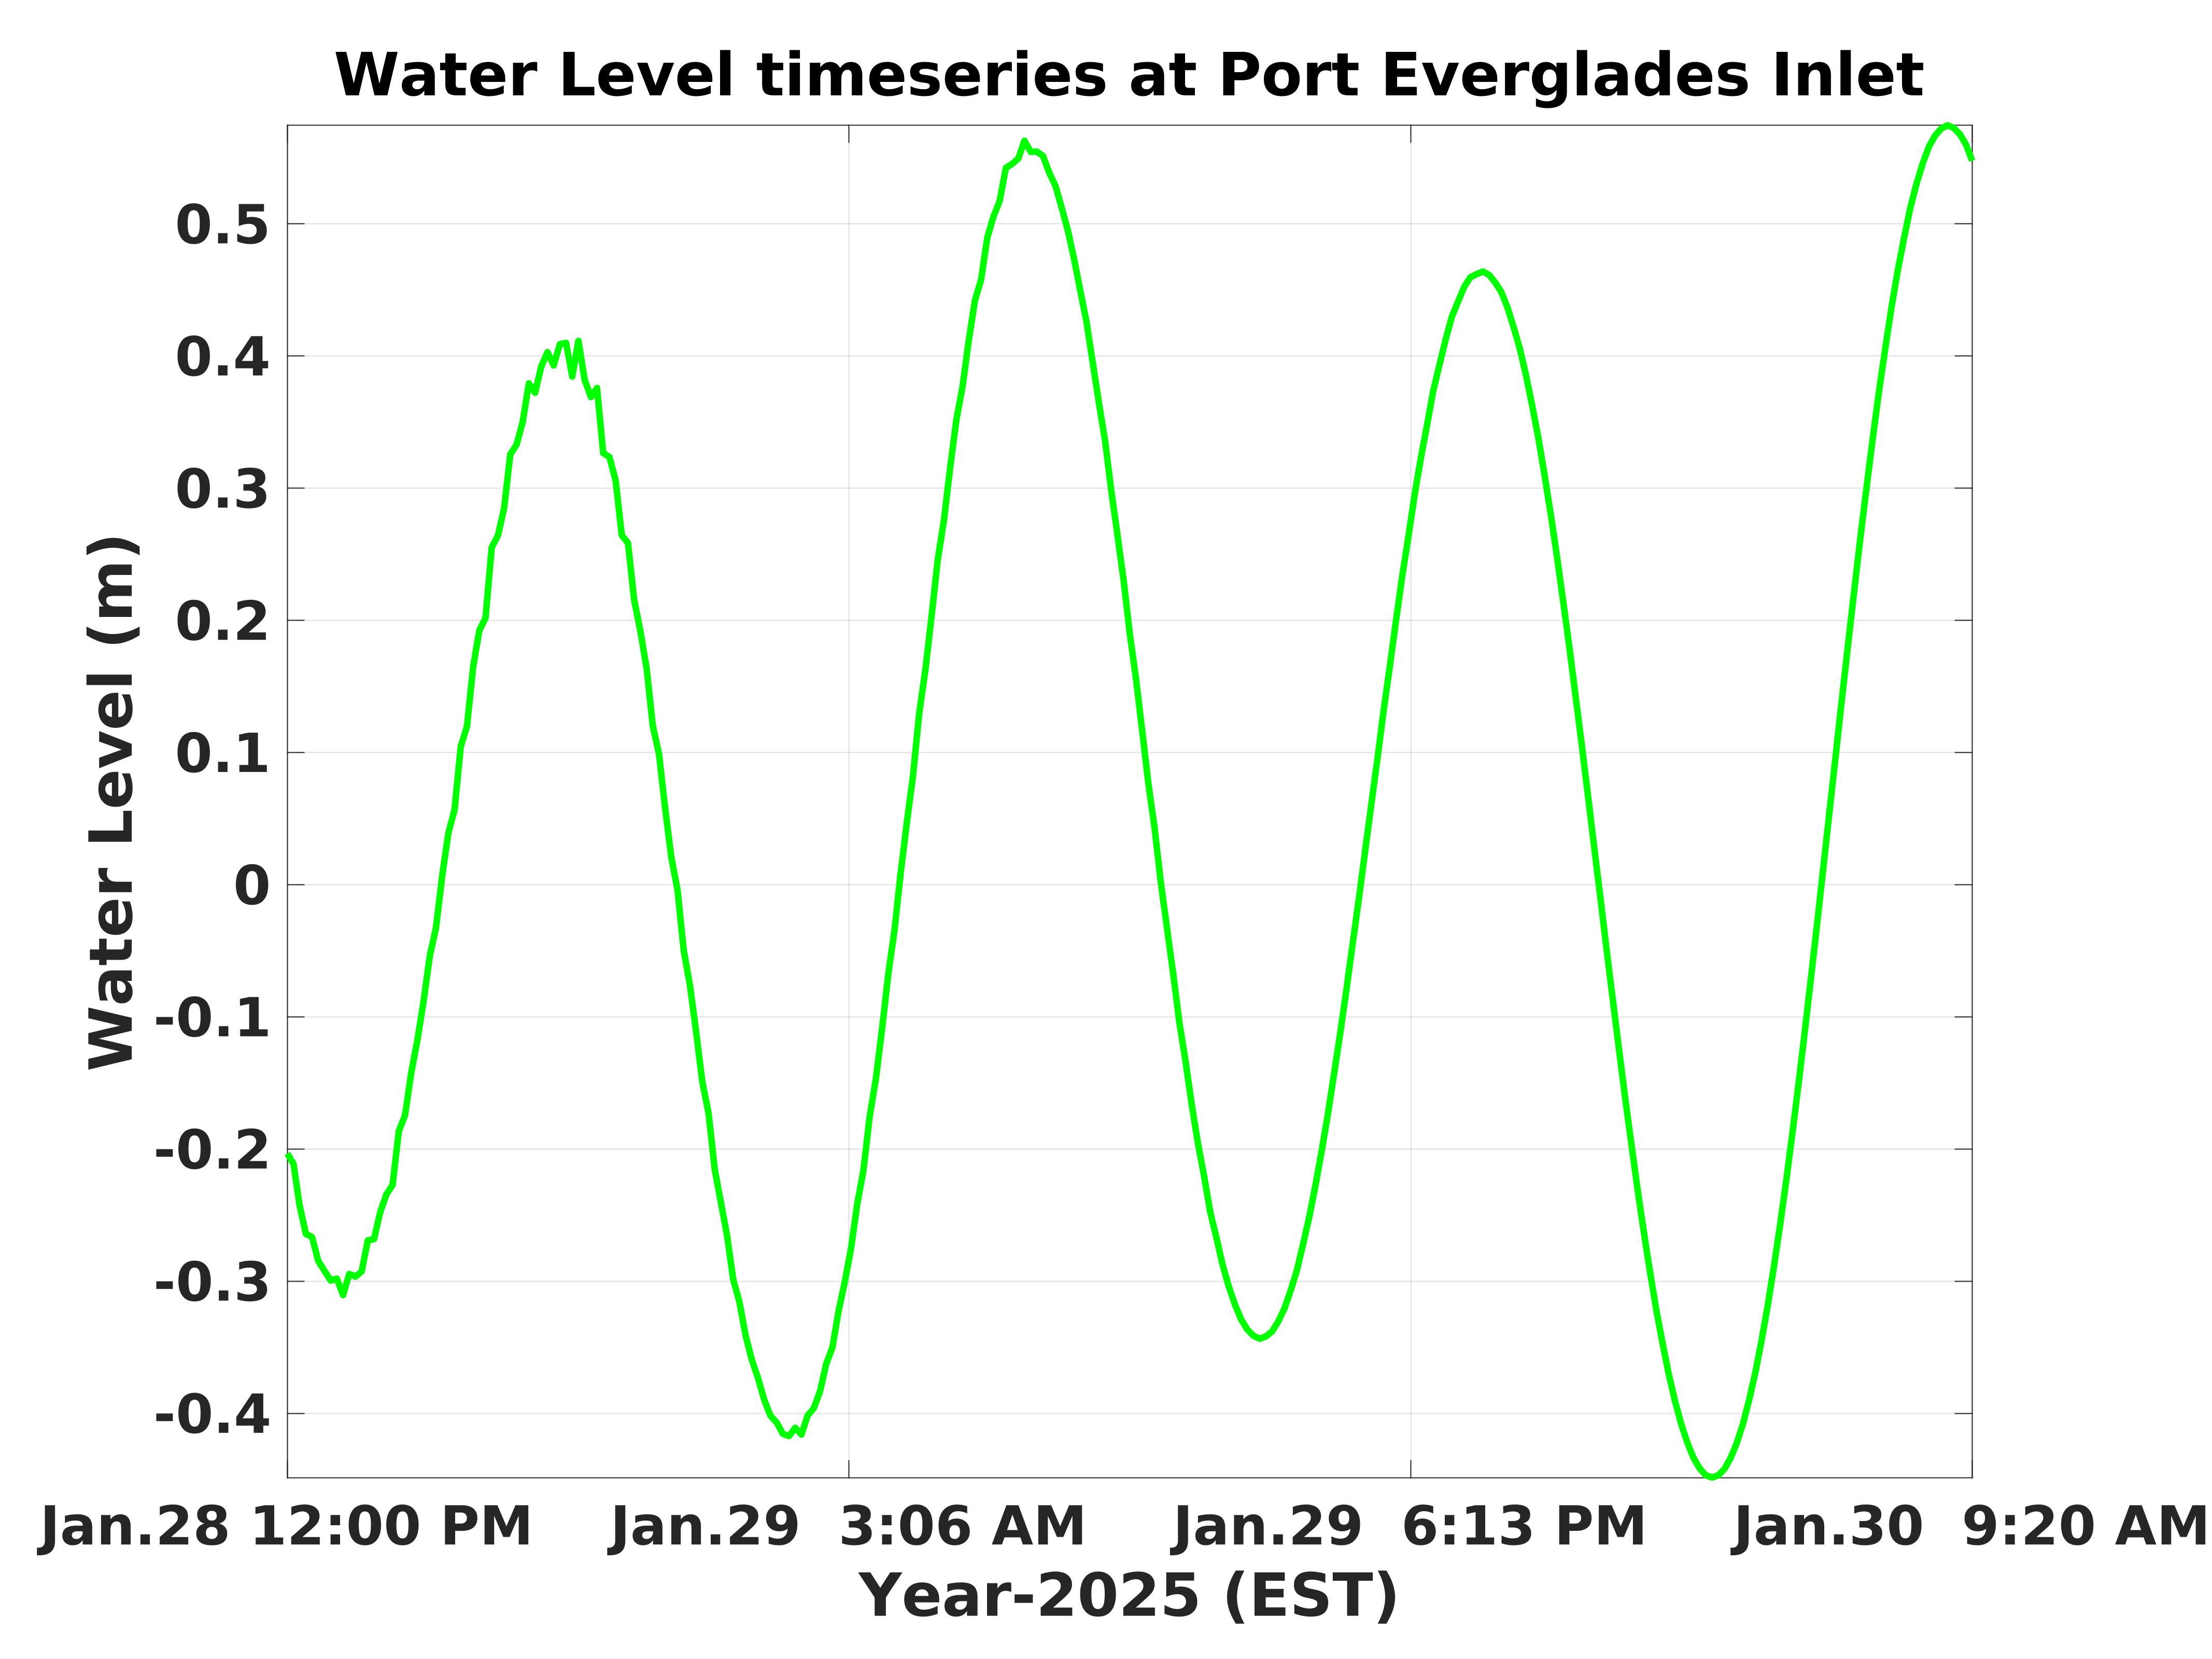 Water Level timeseries at Port Everglades Inlet
0.5
0.4
0.3
0.2
0.1
0
-0.1
-0.2
-0.3
-0.4
Water Level (m)
Jan.28 12:00 PM Jan.29 3:06 AM Jan.29 6:13 PM Jan.30 9:20 AM
Year-2025 (EST)